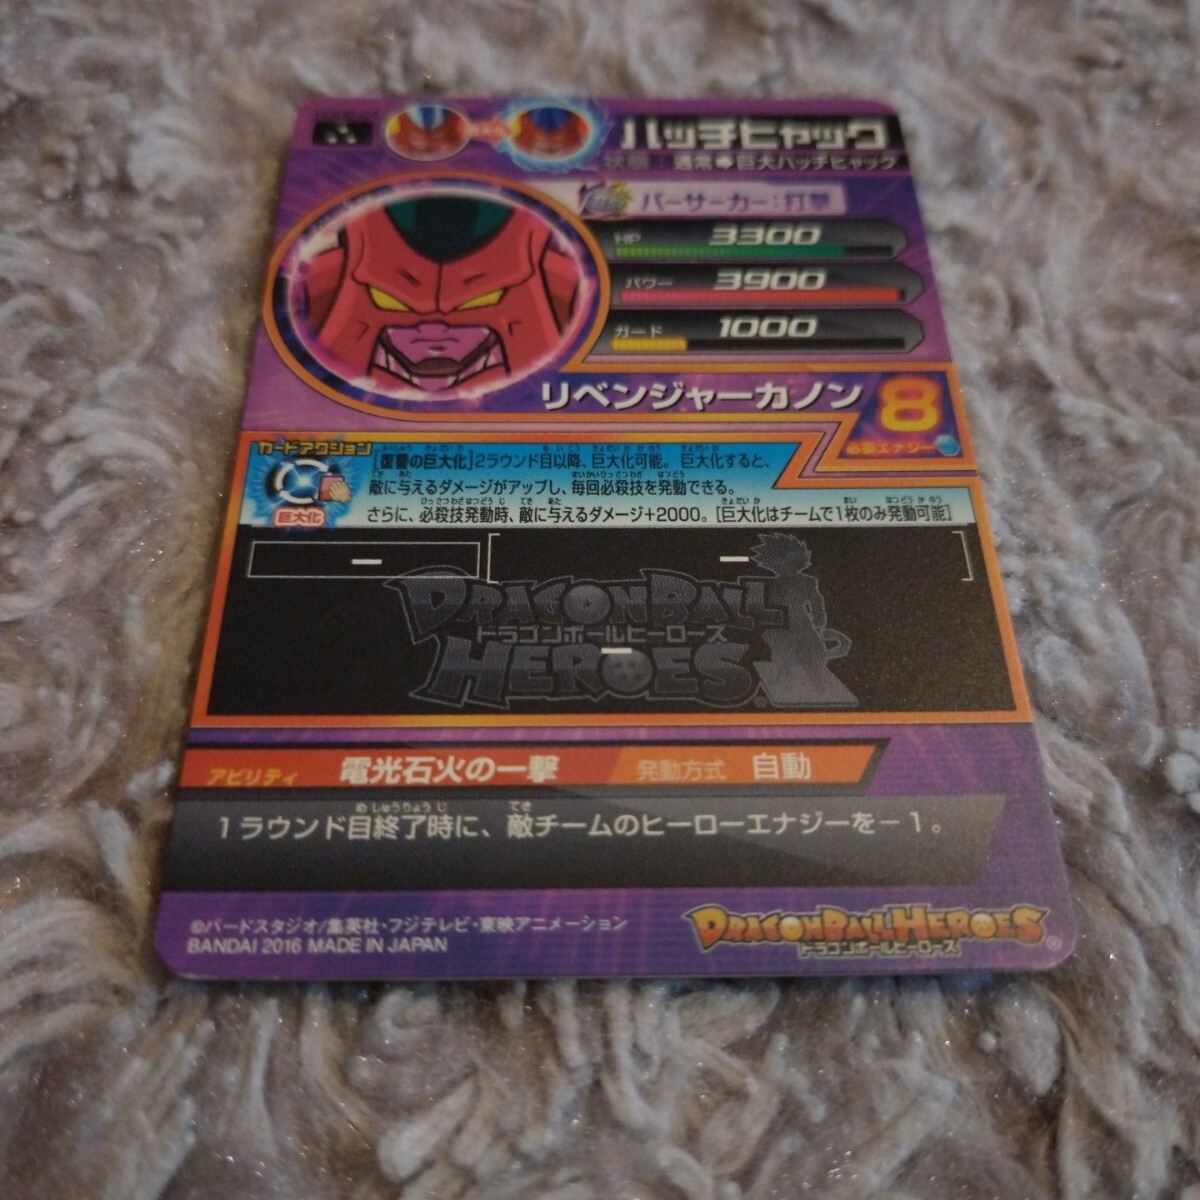 ハッチヒャック
状態：通常➡巨大ハッチヒャック
バーサーカー：打撃
HP 3300
パワー 3900
ガード 1000
リベンジャーカノン
8
必要エナジー
カードアクション
巨大化
[復讐の巨大化]2ラウンド目以降、巨大化可能。巨大化すると、
敵に与えるダメージがアップし、毎回必殺技を発動できる。
さらに、必殺技発動時、敵に与えるダメージ+2000。[巨大化はチームで1枚のみ発動可能]
DRAGONBALL
ドラゴンボールヒーローズ
HEROES
アビリティ 電光石火の一撃 発動方式 自動
1ラウンド目終了時に、敵チームのヒーローエナジーを－1。
©バードスタジオ/集英社・フジテレビ・東映アニメーション
BANDAI 2016 MADE IN JAPAN
DRAGONBALL HEROES
ドラゴンボールヒーローズ